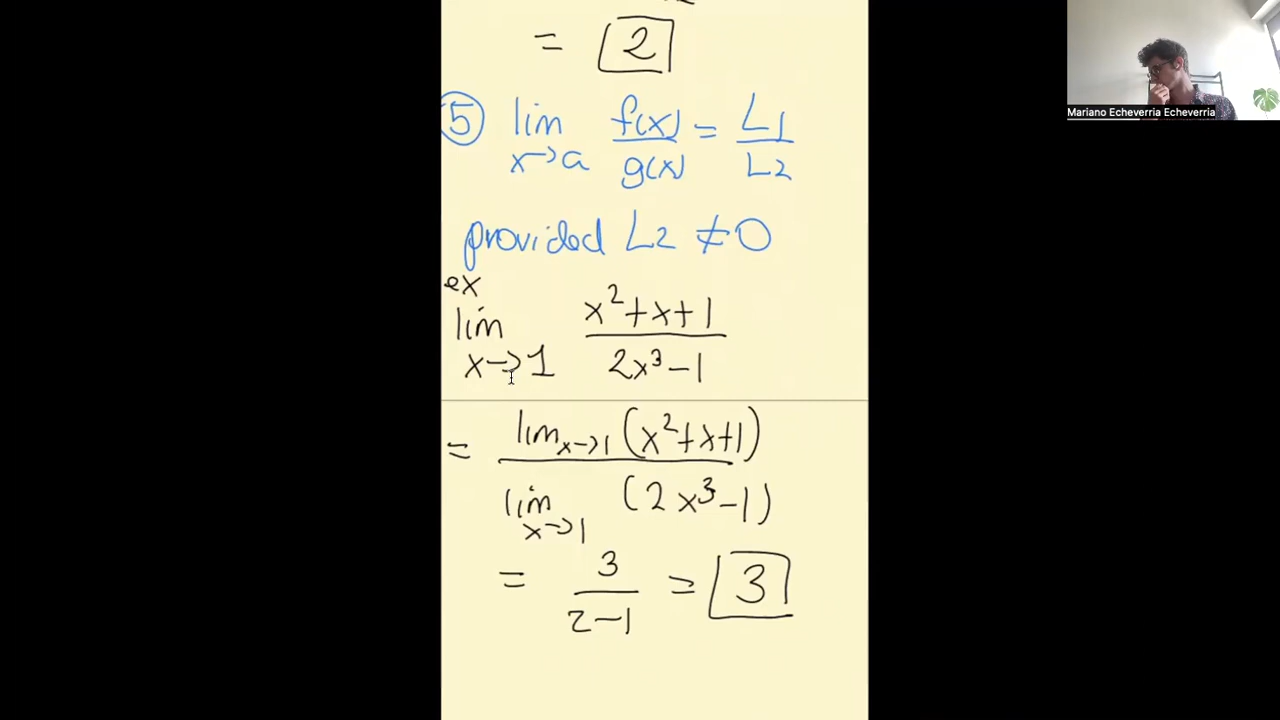 = 2
⑤ lim x→a f(x)/g(x) = L1/L2
provided L2 ≠ 0
ex
lim x→1 (x²+x+1)/(2x³−1)
= lim x→1 (x²+x+1) / lim x→1 (2x³−1)
= 3/(2−1) = 3
Mariano Echeverria Echeverria